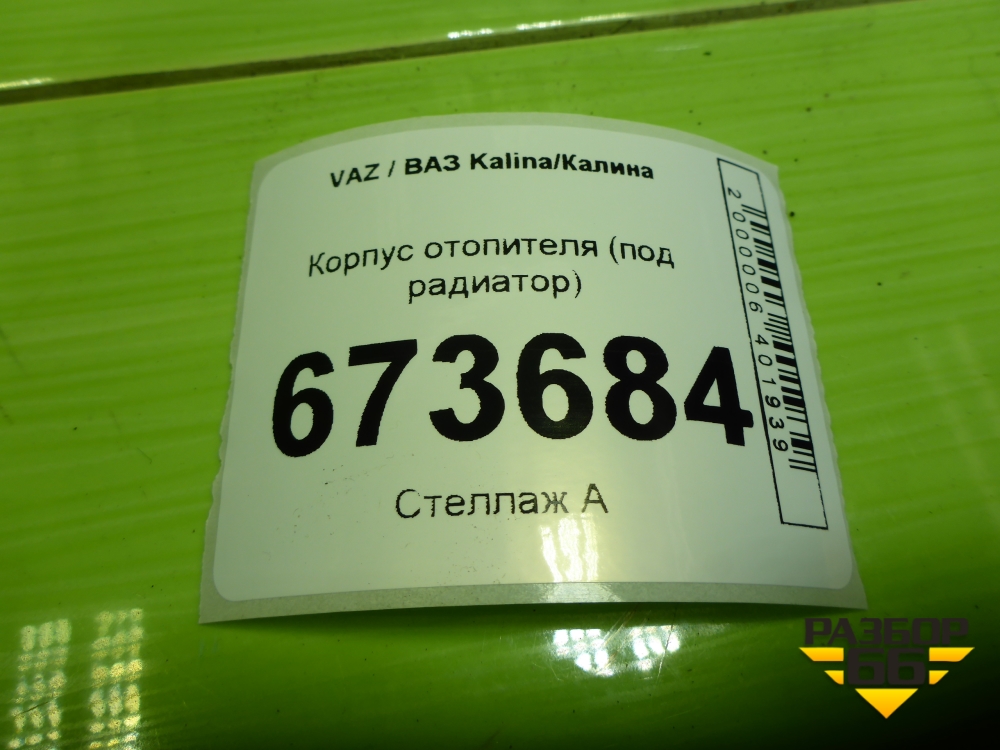 VAZ / ВАЗ Kalina/Калина
Корпус отопителя (под
радиатор)
673684
Стеллаж А
2000006401939
РАЗБОР
66